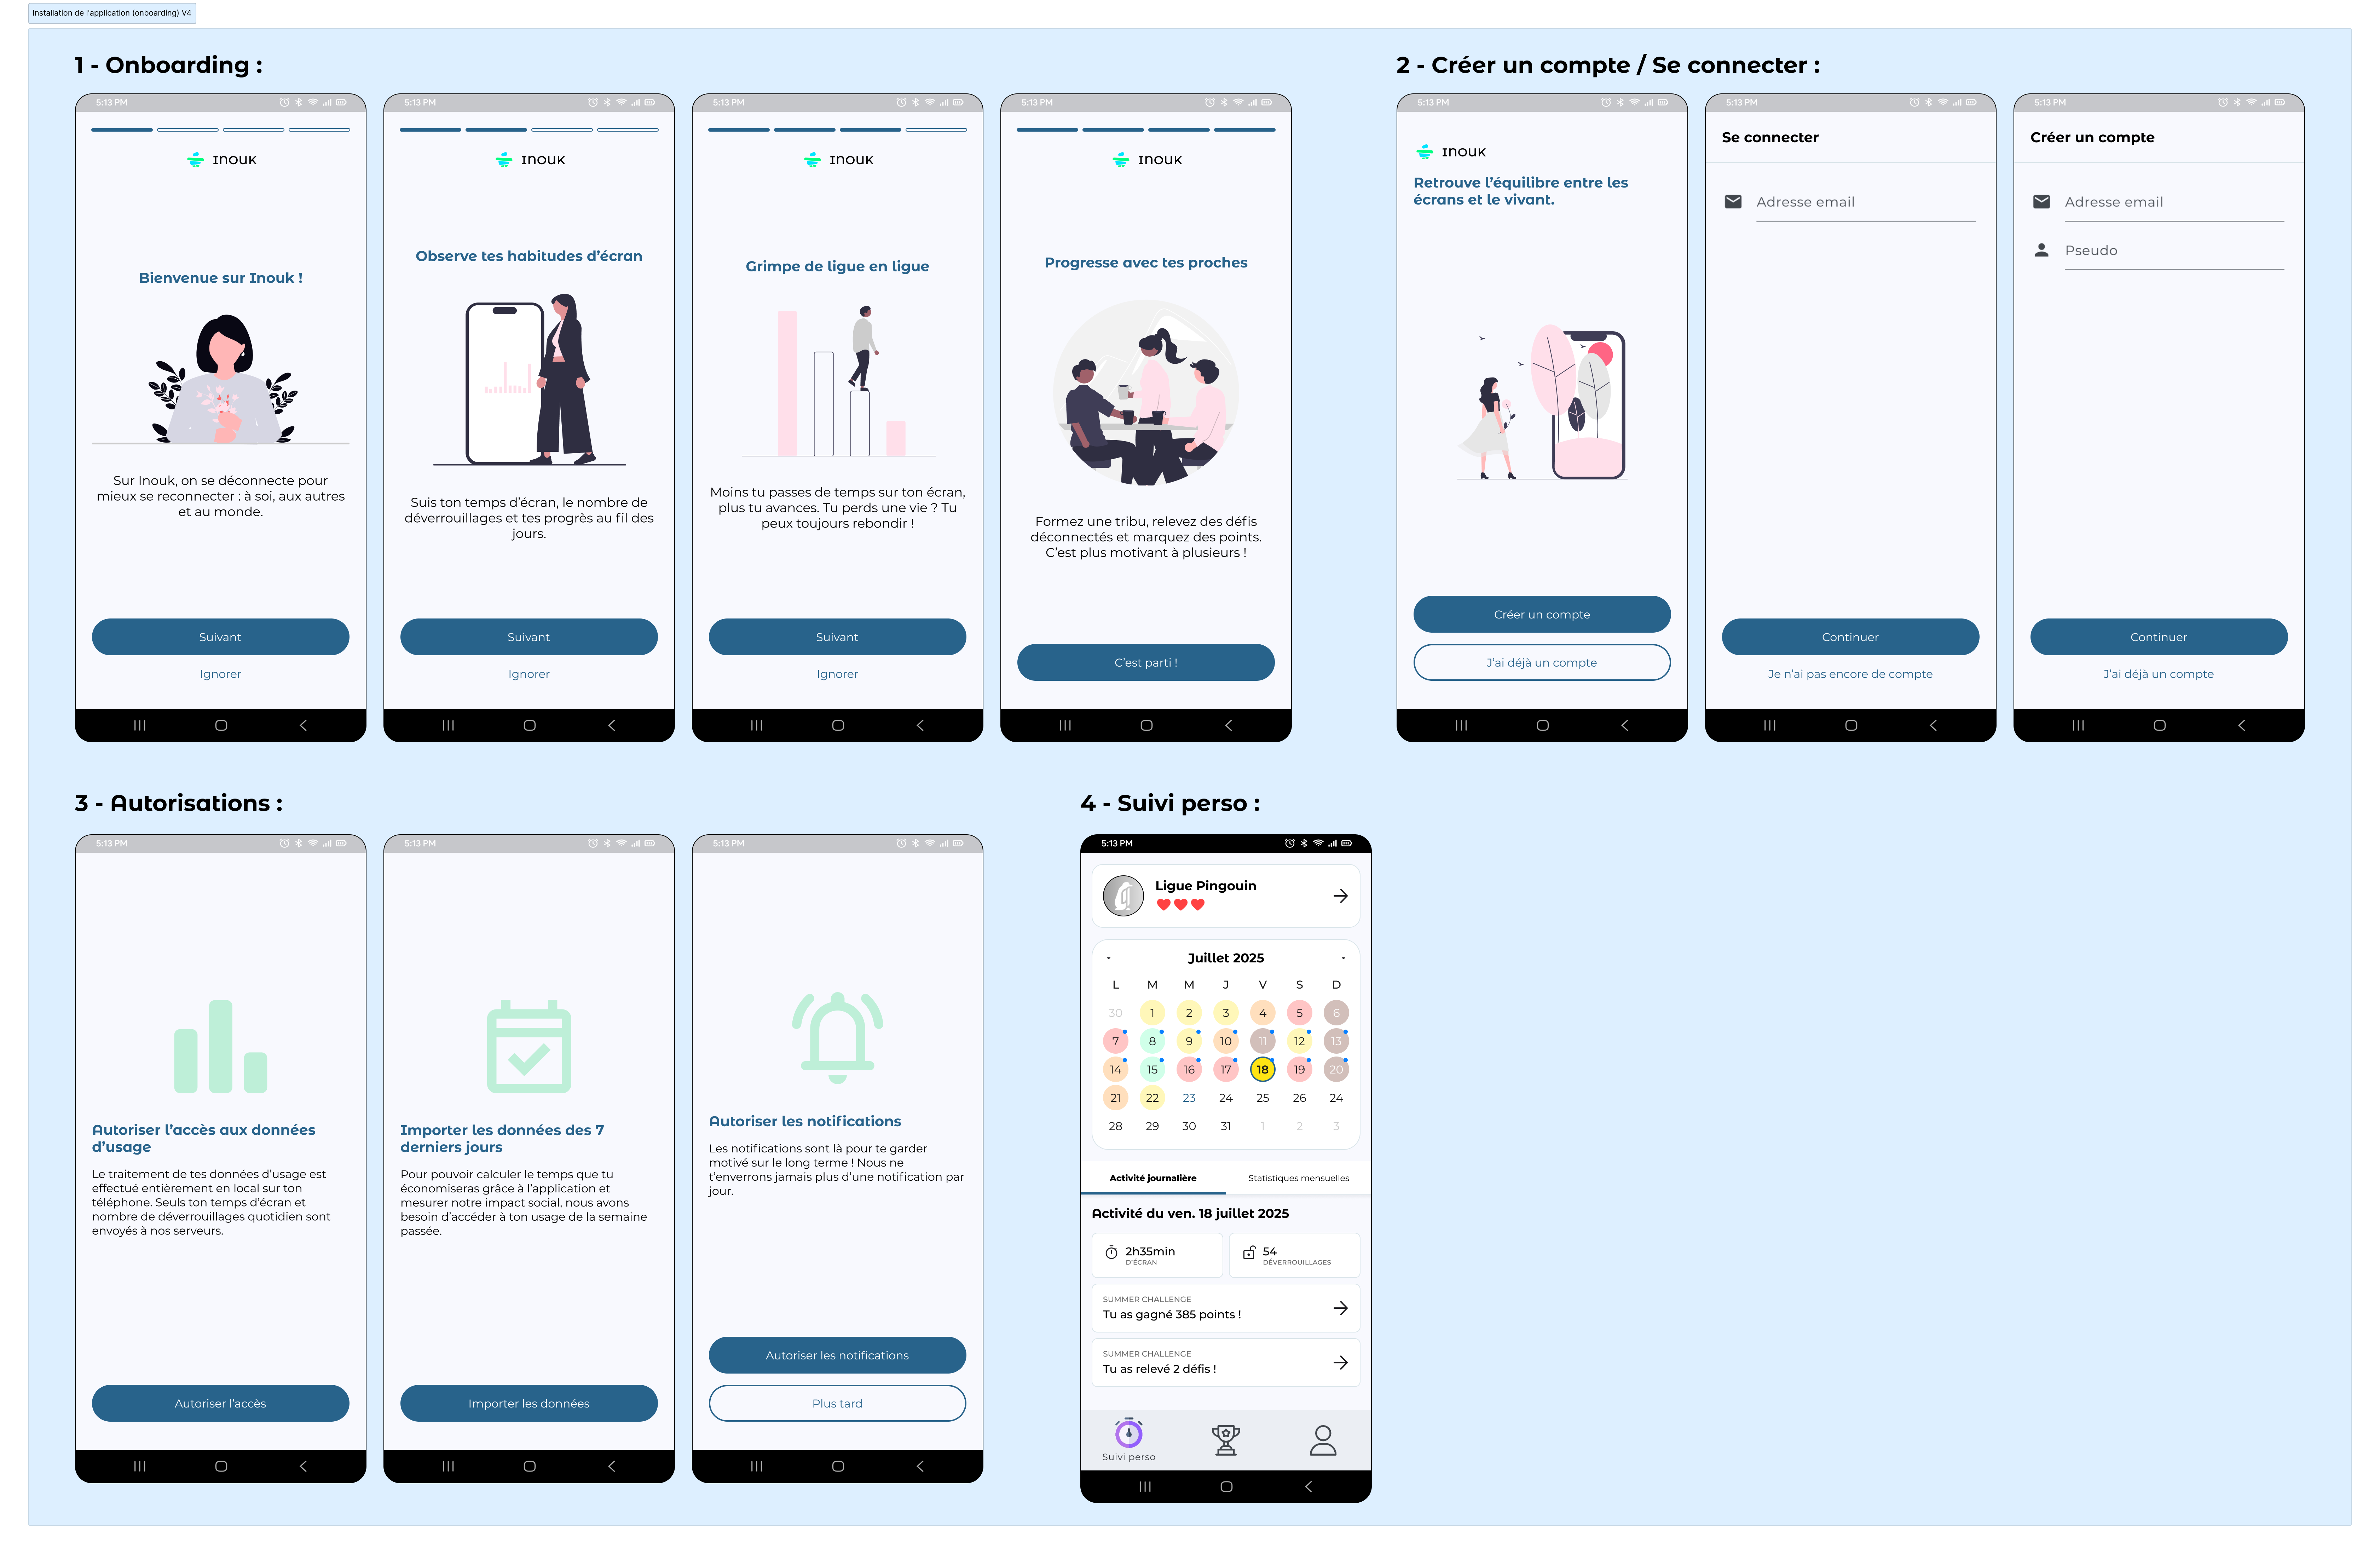 Installation de l'application (onboarding) V4
1 - Onboarding :
5:13 PM
INOUK
Bienvenue sur Inouk !
Sur Inouk, on se déconnecte pour
mieux se reconnecter : à soi, aux autres
et au monde.
Suivant
Ignorer
5:13 PM
INOUK
Observe tes habitudes d'écran
Suis ton temps d'écran, le nombre de
déverrouillages et tes progrès au fil des
jours.
Suivant
Ignorer
5:13 PM
INOUK
Grimpe de ligue en ligue
Moins tu passes de temps sur ton écran,
plus tu avances. Tu perds une vie ? Tu
peux toujours rebondir !
Suivant
Ignorer
5:13 PM
INOUK
Progresse avec tes proches
Formez une tribu, relevez des défis
déconnectés et marquez des points.
C'est plus motivant à plusieurs !
C'est parti !
2 - Créer un compte / Se connecter :
5:13 PM
INOUK
Retrouve l'équilibre entre les
écrans et le vivant.
Créer un compte
J'ai déjà un compte
5:13 PM
Se connecter
Adresse email
Continuer
Je n'ai pas encore de compte
5:13 PM
Créer un compte
Adresse email
Pseudo
Continuer
J'ai déjà un compte
3 - Autorisations :
5:13 PM
Autoriser l'accès aux données
d'usage
Le traitement de tes données d'usage est
effectué entièrement en local sur ton
téléphone. Seuls ton temps d'écran et
nombre de déverrouillages quotidien sont
envoyés à nos serveurs.
Autoriser l'accès
5:13 PM
Importer les données des 7
derniers jours
Pour pouvoir calculer le temps que tu
économiseras grâce à l'application et
mesurer notre impact social, nous avons
besoin d'accéder à ton usage de la semaine
passée.
Importer les données
5:13 PM
Autoriser les notifications
Les notifications sont là pour te garder
motivé sur le long terme ! Nous ne
t'enverrons jamais plus d'une notification par
jour.
Autoriser les notifications
Plus tard
4 - Suivi perso :
5:13 PM
Ligue Pingouin
Juillet 2025
L M M J V S D
30 1 2 3 4 5 6
7 8 9 10 11 12 13
14 15 16 17 18 19 20
21 22 23 24 25 26 24
28 29 30 31 1 2 3
Activité journalière
Statistiques mensuelles
Activité du ven. 18 juillet 2025
2h35min
D'ÉCRAN
54
DÉVERROUILLAGES
SUMMER CHALLENGE
Tu as gagné 385 points !
SUMMER CHALLENGE
Tu as relevé 2 défis !
Suivi perso